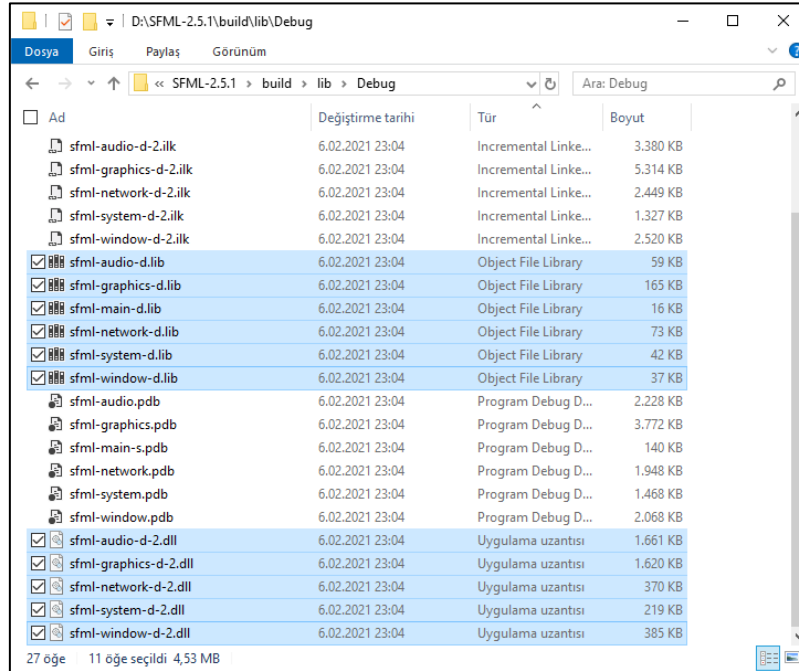 D:\SFML-2.5.1\build\lib\Debug
Dosya Giriş Paylaş Görünüm
« SFML-2.5.1 > build > lib > Debug Ara: Debug
Ad Değiştirme tarihi Tür Boyut
sfml-audio-d-2.ilk 6.02.2021 23:04 Incremental Linke... 3.380 KB
sfml-graphics-d-2.ilk 6.02.2021 23:04 Incremental Linke... 5.314 KB
sfml-network-d-2.ilk 6.02.2021 23:04 Incremental Linke... 2.449 KB
sfml-system-d-2.ilk 6.02.2021 23:04 Incremental Linke... 1.327 KB
sfml-window-d-2.ilk 6.02.2021 23:04 Incremental Linke... 2.520 KB
sfml-audio-d.lib 6.02.2021 23:04 Object File Library 59 KB
sfml-graphics-d.lib 6.02.2021 23:04 Object File Library 165 KB
sfml-main-d.lib 6.02.2021 23:04 Object File Library 16 KB
sfml-network-d.lib 6.02.2021 23:04 Object File Library 73 KB
sfml-system-d.lib 6.02.2021 23:04 Object File Library 42 KB
sfml-window-d.lib 6.02.2021 23:04 Object File Library 37 KB
sfml-audio.pdb 6.02.2021 23:04 Program Debug D... 2.228 KB
sfml-graphics.pdb 6.02.2021 23:04 Program Debug D... 3.772 KB
sfml-main-s.pdb 6.02.2021 23:04 Program Debug D... 140 KB
sfml-network.pdb 6.02.2021 23:04 Program Debug D... 1.948 KB
sfml-system.pdb 6.02.2021 23:04 Program Debug D... 1.468 KB
sfml-window.pdb 6.02.2021 23:04 Program Debug D... 2.068 KB
sfml-audio-d-2.dll 6.02.2021 23:04 Uygulama uzantısı 1.661 KB
sfml-graphics-d-2.dll 6.02.2021 23:04 Uygulama uzantısı 1.620 KB
sfml-network-d-2.dll 6.02.2021 23:04 Uygulama uzantısı 370 KB
sfml-system-d-2.dll 6.02.2021 23:04 Uygulama uzantısı 219 KB
sfml-window-d-2.dll 6.02.2021 23:04 Uygulama uzantısı 385 KB
27 öğe 11 öğe seçildi 4,53 MB